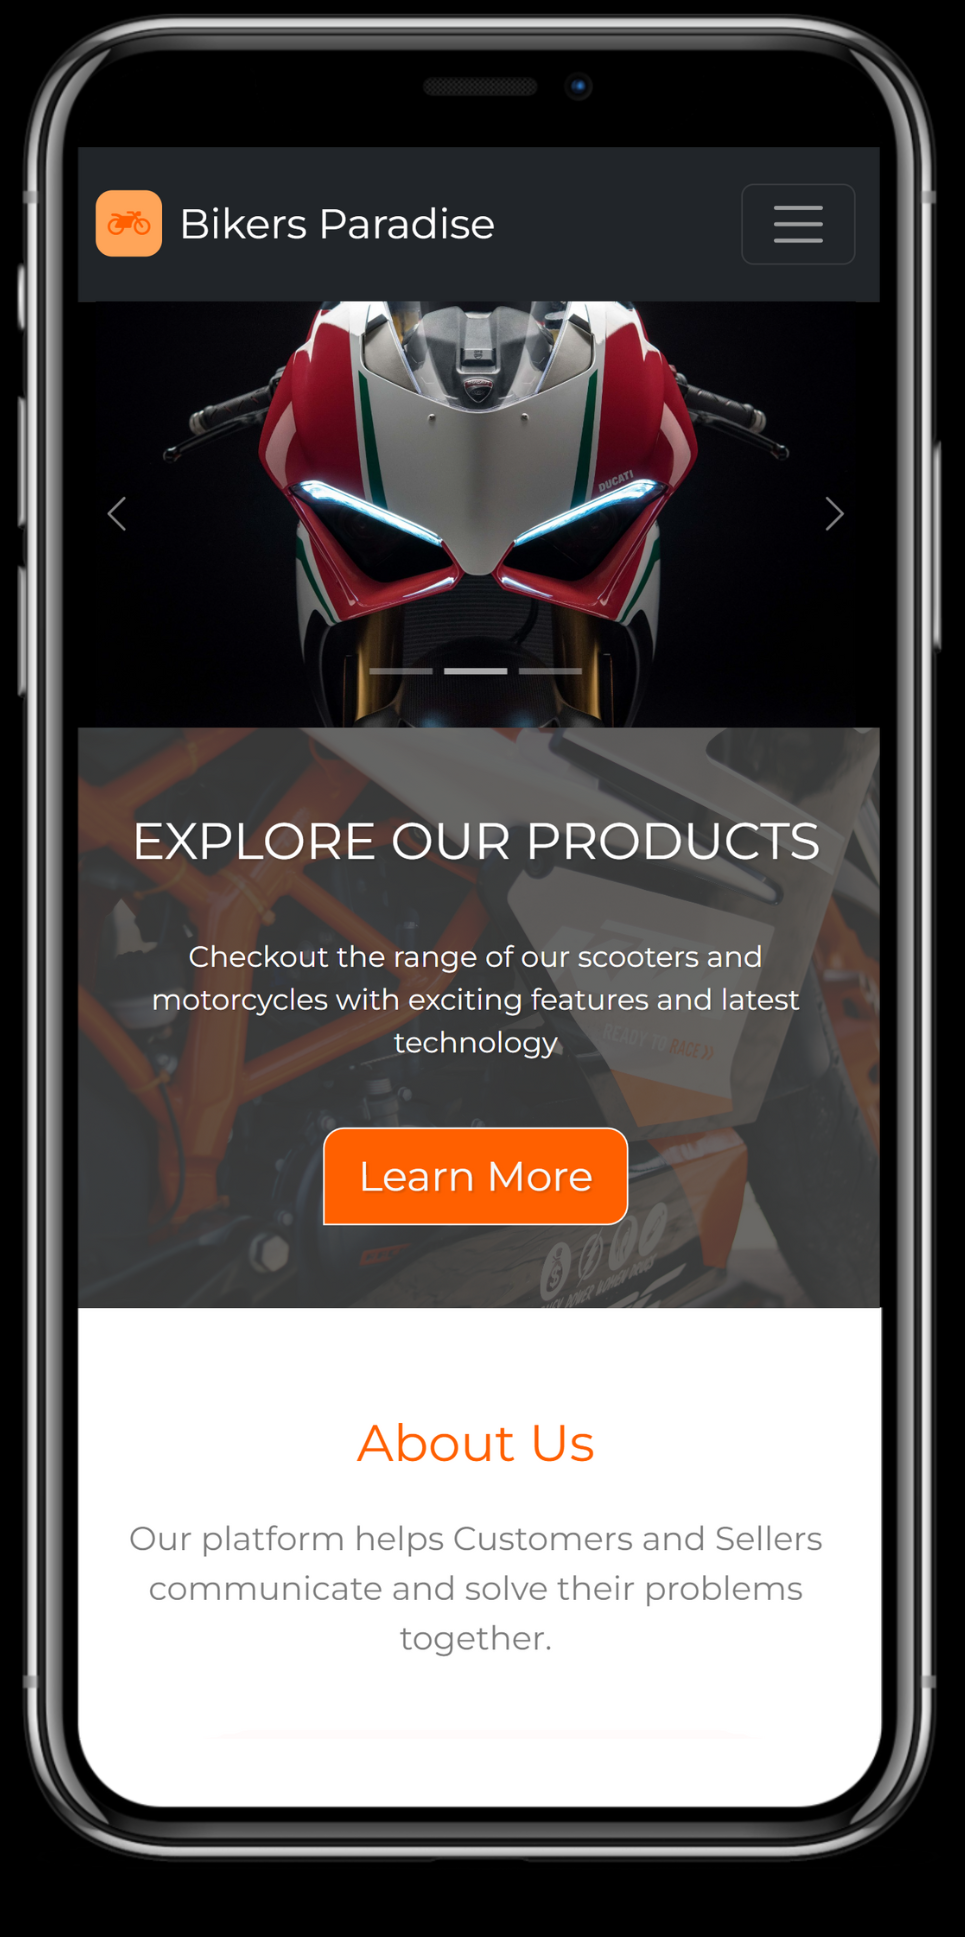 Bikers Paradise
DUCATI
EXPLORE OUR PRODUCTS
Checkout the range of our scooters and
motorcycles with exciting features and latest
technology
READY TO RACE »
Learn More
About Us
Our platform helps Customers and Sellers
communicate and solve their problems
together.